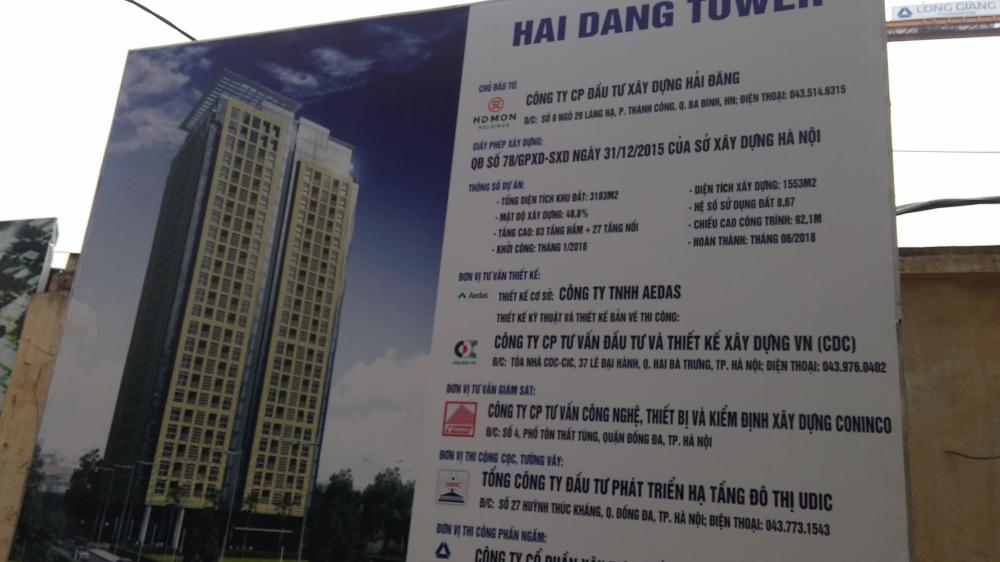 LONG GIANG
HAI DANG TOWER
CHỦ ĐẦU TƯ:
CÔNG TY CP ĐẦU TƯ XÂY DỰNG HẢI ĐĂNG
HDMON
HOLDINGS
Đ/C: SỐ 9 NGÕ 29 LÁNG HẠ, P. THÀNH CÔNG, Q. BA ĐÌNH, HN; ĐIỆN THOẠI: 043.514.6315
GIẤY PHÉP XÂY DỰNG:
QĐ SỐ 78/GPXD-SXD NGÀY 31/12/2015 CỦA SỞ XÂY DỰNG HÀ NỘI
THÔNG SỐ DỰ ÁN:
- TỔNG DIỆN TÍCH KHU ĐẤT: 3183M2
- MẬT ĐỘ XÂY DỰNG: 48,8%
- TẦNG CAO: 03 TẦNG HẦM + 27 TẦNG NỔI
- KHỞI CÔNG: THÁNG 1/2016
- DIỆN TÍCH XÂY DỰNG: 1553M2
- HỆ SỐ SỬ DỤNG ĐẤT 8,67
- CHIỀU CAO CÔNG TRÌNH: 92,1M
- HOÀN THÀNH: THÁNG 06/2018
ĐƠN VỊ TƯ VẤN THIẾT KẾ:
Aedas THIẾT KẾ CƠ SỞ: CÔNG TY TNHH AEDAS
THIẾT KẾ KỸ THUẬT VÀ THIẾT KẾ BẢN VẼ THI CÔNG:
CÔNG TY CP TƯ VẤN ĐẦU TƯ VÀ THIẾT KẾ XÂY DỰNG VN (CDC)
Đ/C: TÒA NHÀ CDC-CIC, 37 LÊ ĐẠI HÀNH, Q. HAI BÀ TRƯNG, TP. HÀ NỘI; ĐIỆN THOẠI: 043.976.0402
ĐƠN VỊ TƯ VẤN GIÁM SÁT:
CÔNG TY CP TƯ VẤN CÔNG NGHỆ, THIẾT BỊ VÀ KIỂM ĐỊNH XÂY DỰNG CONINCO
Đ/C: SỐ 4, PHỐ TÔN THẤT TÙNG, QUẬN ĐỐNG ĐA, TP. HÀ NỘI
ĐƠN VỊ THI CÔNG CỌC, TƯỜNG VÂY:
UDIC
TỔNG CÔNG TY ĐẦU TƯ PHÁT TRIỂN HẠ TẦNG ĐÔ THỊ UDIC
Đ/C: SỐ 27 HUỲNH THÚC KHÁNG, Q. ĐỐNG ĐA, TP. HÀ NỘI; ĐIỆN THOẠI: 043.773.1543
ĐƠN VỊ THI CÔNG PHẦN NGẦM:
CÔNG TY CỔ PHẦN